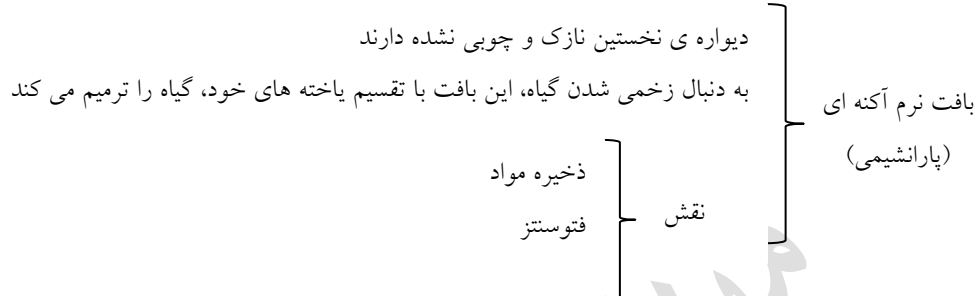 دیواره ی نخستین نازک و چوبی نشده دارند
به دنبال زخمی شدن گیاه، این بافت با تقسیم یاخته های خود، گیاه را ترمیم می کند
بافت نرم آکنه ای
(پارانشیمی)
نقش
ذخیره مواد
فتوسنتز